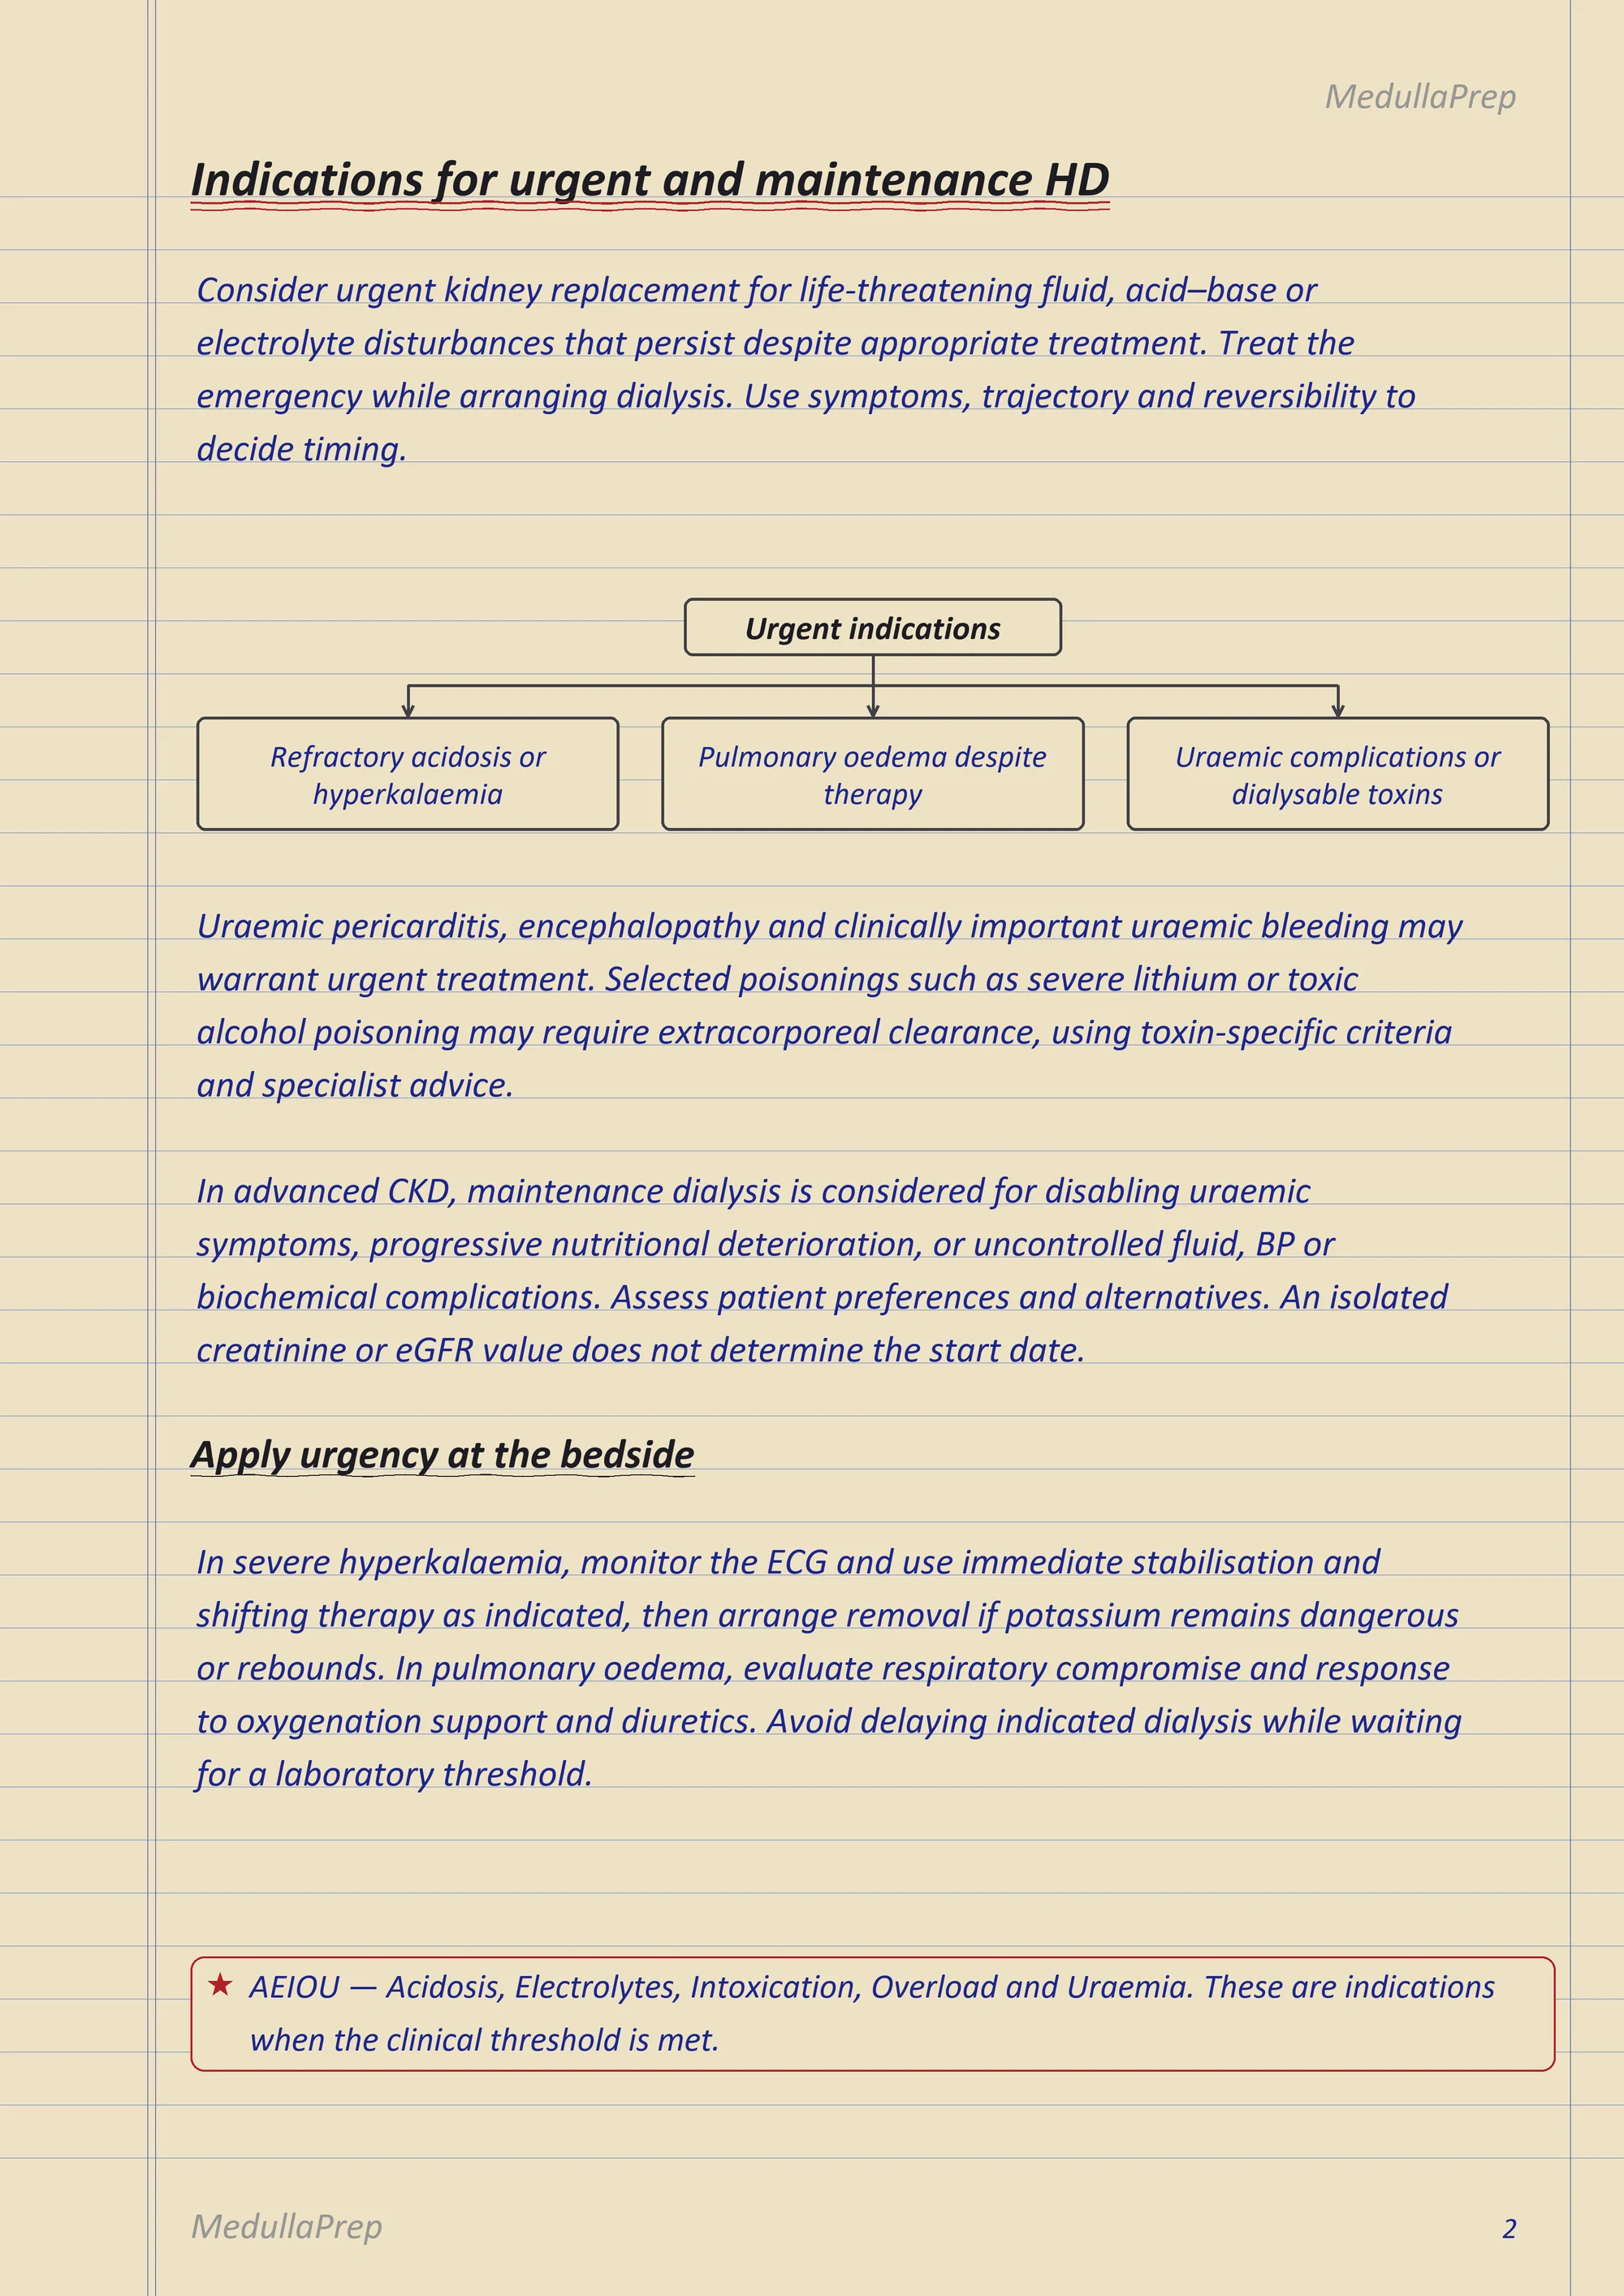 MedullaPrep
Indications for urgent and maintenance HD
Consider urgent kidney replacement for life-threatening fluid, acid–base or
electrolyte disturbances that persist despite appropriate treatment. Treat the
emergency while arranging dialysis. Use symptoms, trajectory and reversibility to
decide timing.
Urgent indications
Refractory acidosis or
hyperkalaemia
Pulmonary oedema despite
therapy
Uraemic complications or
dialysable toxins
Uraemic pericarditis, encephalopathy and clinically important uraemic bleeding may
warrant urgent treatment. Selected poisonings such as severe lithium or toxic
alcohol poisoning may require extracorporeal clearance, using toxin-specific criteria
and specialist advice.
In advanced CKD, maintenance dialysis is considered for disabling uraemic
symptoms, progressive nutritional deterioration, or uncontrolled fluid, BP or
biochemical complications. Assess patient preferences and alternatives. An isolated
creatinine or eGFR value does not determine the start date.
Apply urgency at the bedside
In severe hyperkalaemia, monitor the ECG and use immediate stabilisation and
shifting therapy as indicated, then arrange removal if potassium remains dangerous
or rebounds. In pulmonary oedema, evaluate respiratory compromise and response
to oxygenation support and diuretics. Avoid delaying indicated dialysis while waiting
for a laboratory threshold.
★ AEIOU — Acidosis, Electrolytes, Intoxication, Overload and Uraemia. These are indications
when the clinical threshold is met.
MedullaPrep
2